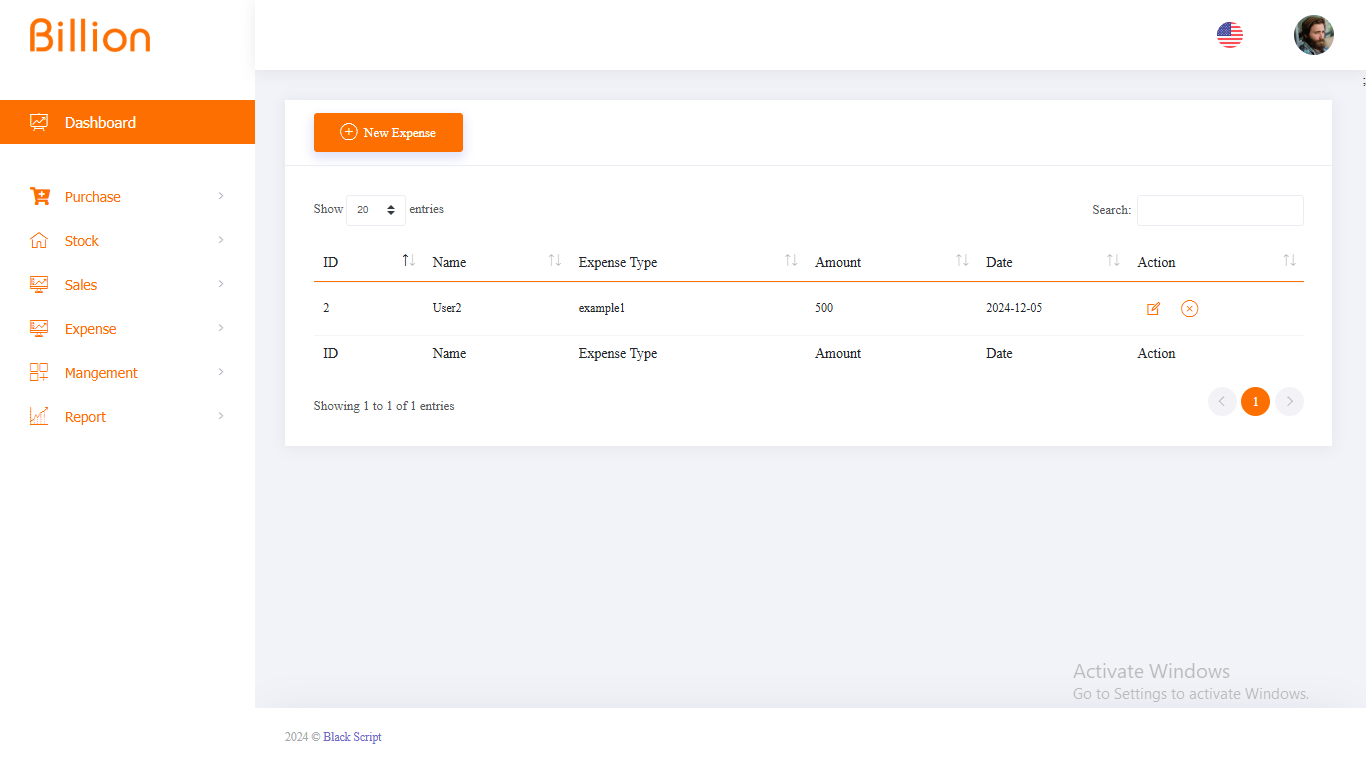 Billion
;
Dashboard
New Expense
Purchase
Show 20 entries
Search:
Stock
ID Name Expense Type Amount Date Action
Sales
2 User2 example1 500 2024-12-05
Expense
ID Name Expense Type Amount Date Action
Mangement
Showing 1 to 1 of 1 entries
1
Report
Activate Windows
Go to Settings to activate Windows.
2024 © Black Script